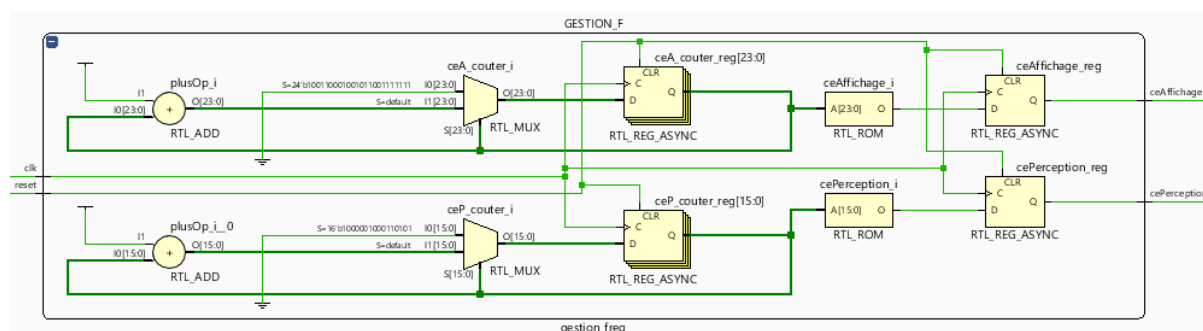 GESTION_F
plusOp_i
I1
I0[23:0]
+
O[23:0]
RTL_ADD
S=24'b100110001001011001111111
S=default
ceA_couter_i
I0[23:0]
I1[23:0]
O[23:0]
S[23:0]
RTL_MUX
ceA_couter_reg[23:0]
CLR
C
D
Q
RTL_REG_ASYNC
ceAffichage_i
A[23:0]
O
RTL_ROM
ceAffichage_reg
CLR
C
D
Q
RTL_REG_ASYNC
ceAffichage
clk
reset
plusOp_i__0
I1
I0[15:0]
+
O[15:0]
RTL_ADD
S=16'b1000001000110101
S=default
ceP_couter_i
I0[15:0]
I1[15:0]
O[15:0]
S[15:0]
RTL_MUX
ceP_couter_reg[15:0]
CLR
C
D
Q
RTL_REG_ASYNC
cePerception_i
A[15:0]
O
RTL_ROM
cePerception_reg
CLR
C
D
Q
RTL_REG_ASYNC
cePerception
gestion_freq